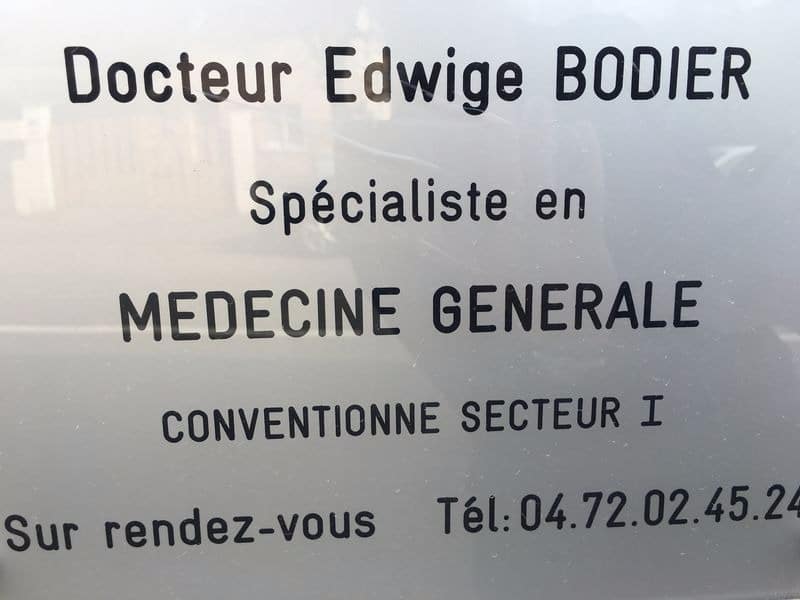 Docteur Edwige BODIER
Spécialiste en
MEDECINE GENERALE
CONVENTIONNE SECTEUR I
Sur rendez-vous Tél: 04.72.02.45.24